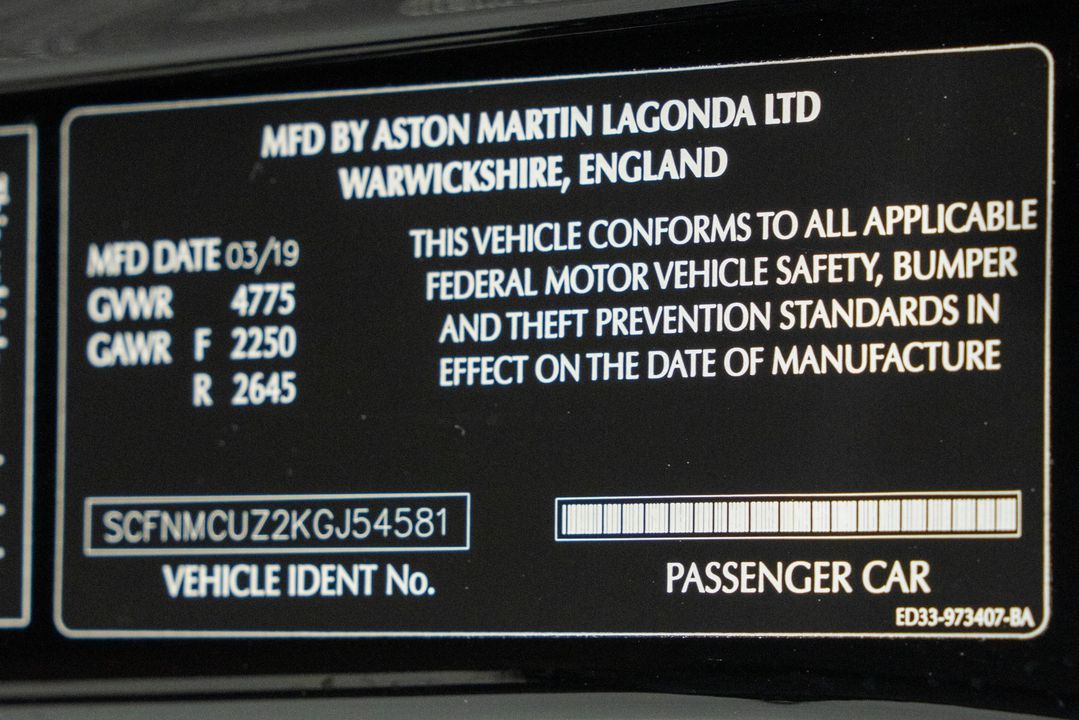 MFD BY ASTON MARTIN LAGONDA LTD
WARWICKSHIRE, ENGLAND
MFD DATE 03/19
GVWR 4775
GAWR F 2250
R 2645
THIS VEHICLE CONFORMS TO ALL APPLICABLE
FEDERAL MOTOR VEHICLE SAFETY, BUMPER
AND THEFT PREVENTION STANDARDS IN
EFFECT ON THE DATE OF MANUFACTURE
SCFNMCUZ2KGJ54581
VEHICLE IDENT No.
PASSENGER CAR
ED33-973407-BA